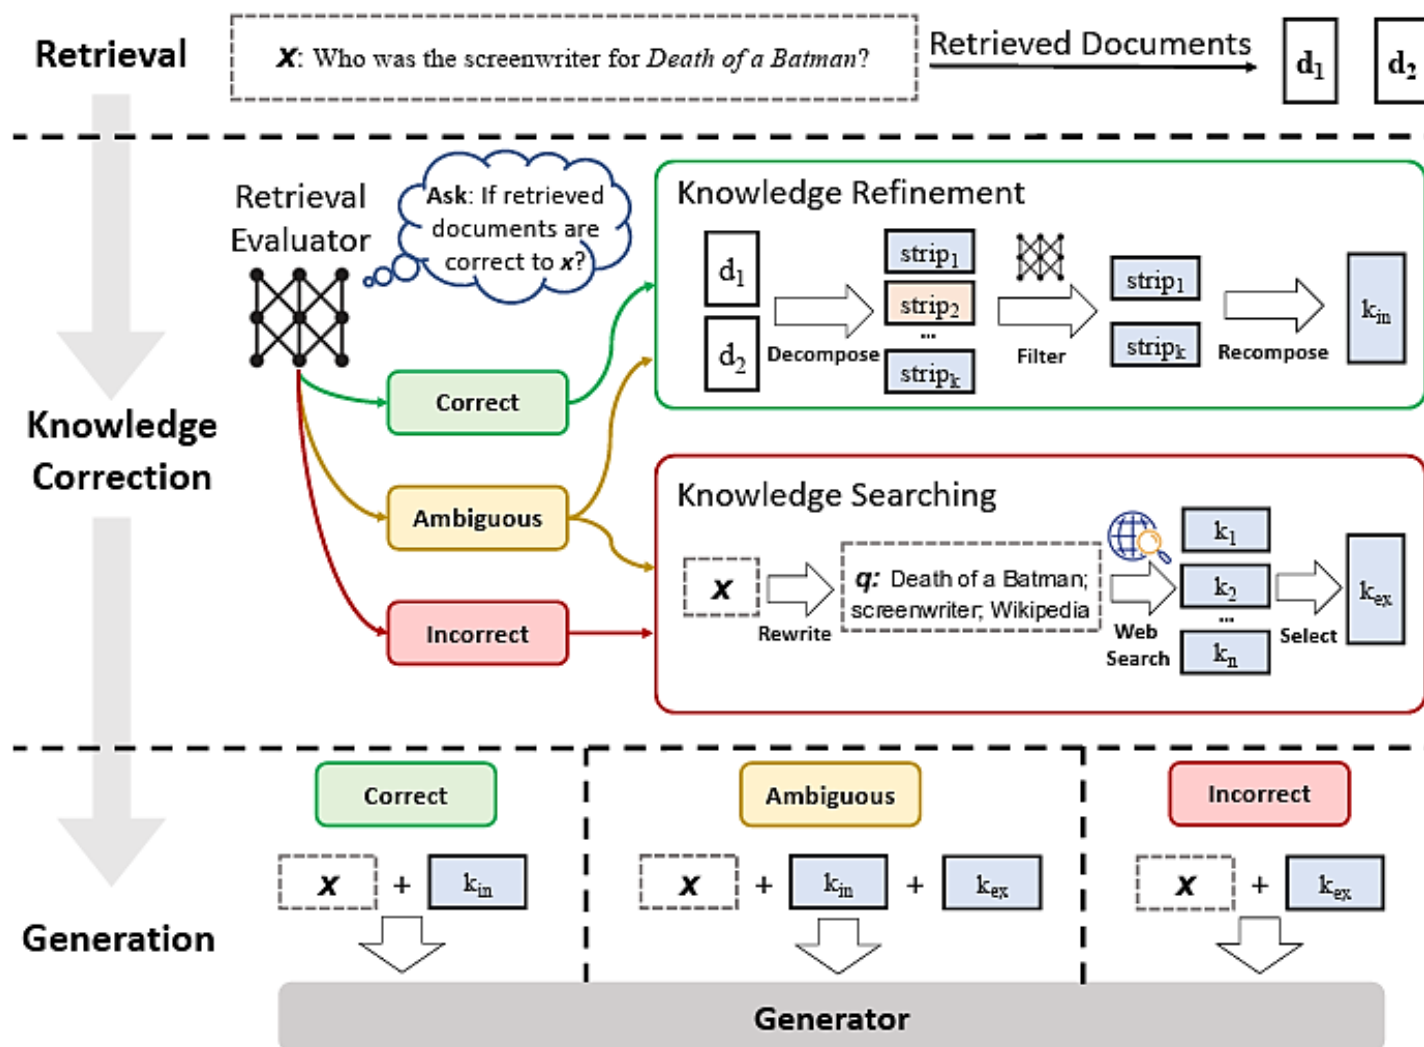 Retrieval
x: Who was the screenwriter for Death of a Batman?
Retrieved Documents
d1
d2
Retrieval
Evaluator
Ask: If retrieved
documents are
correct to x?
Correct
Ambiguous
Incorrect
Knowledge
Correction
Knowledge Refinement
d1
d2
Decompose
strip1
strip2
...
stripk
Filter
strip1
stripk
Recompose
kin
Knowledge Searching
x
Rewrite
q: Death of a Batman;
screenwriter; Wikipedia
Web
Search
k1
k2
...
kn
Select
kex
Generation
Correct
x + kin
Ambiguous
x + kin + kex
Incorrect
x + kex
Generator